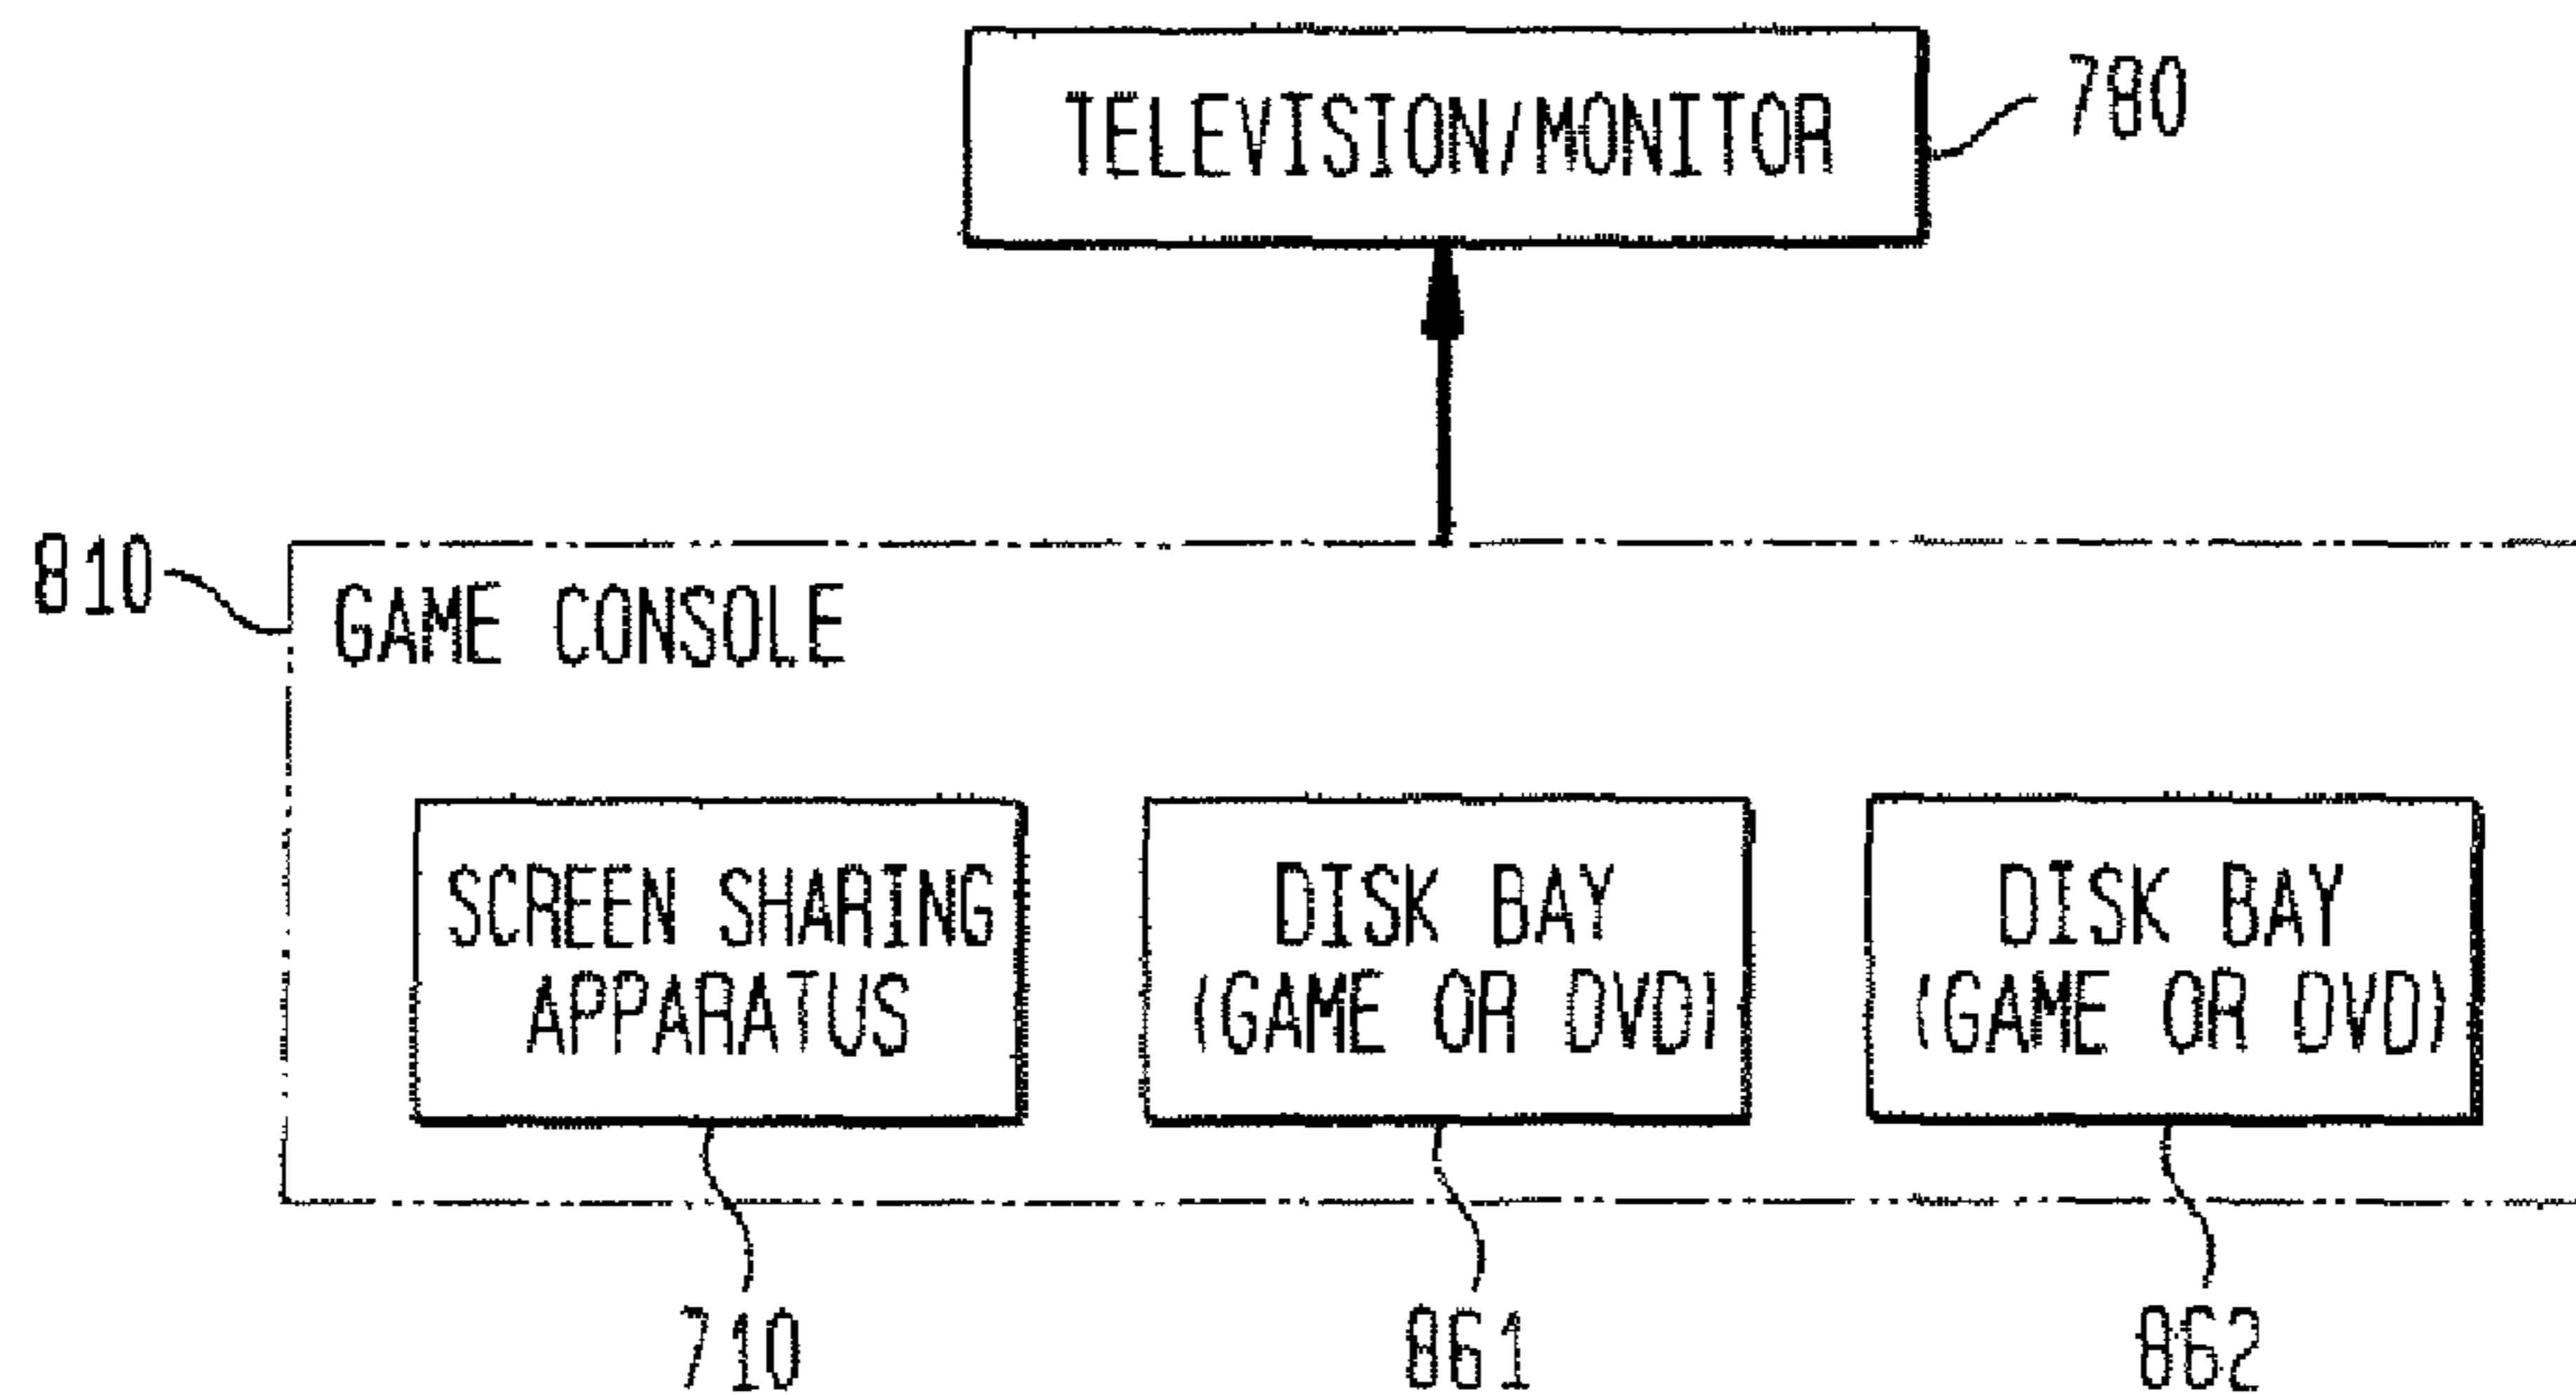 TELEVISION/MONITOR
780
810
GAME CONSOLE
SCREEN SHARING
APPARATUS
DISK BAY
(GAME OR DVD)
DISK BAY
(GAME OR DVD)
710
861
862